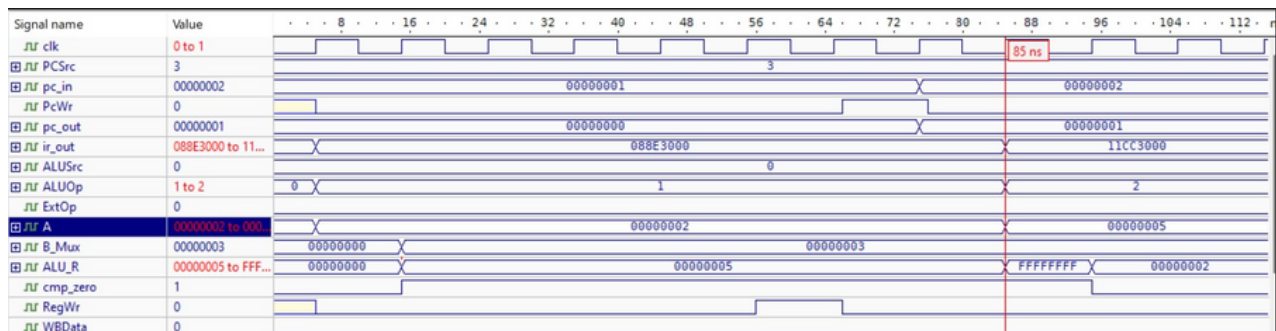 Signal name Value 8 16 24 32 40 48 56 64 72 80 88 96 104 112
clk 0 to 1 85 ns
PCSrc 3 3
pc_in 00000002 00000001 00000002
PcWr 0
pc_out 00000001 00000000 00000001
ir_out 088E3000 to 11... 088E3000 11CC3000
ALUSrc 0 0
ALUOp 1 to 2 0 1 2
ExtOp 0
A 00000002 to 000... 00000002 00000005
B_Mux 00000003 00000000 00000003
ALU_R 00000005 to FFF... 00000000 00000005 FFFFFFFF 00000002
cmp_zero 1
RegWr 0
WBData 0